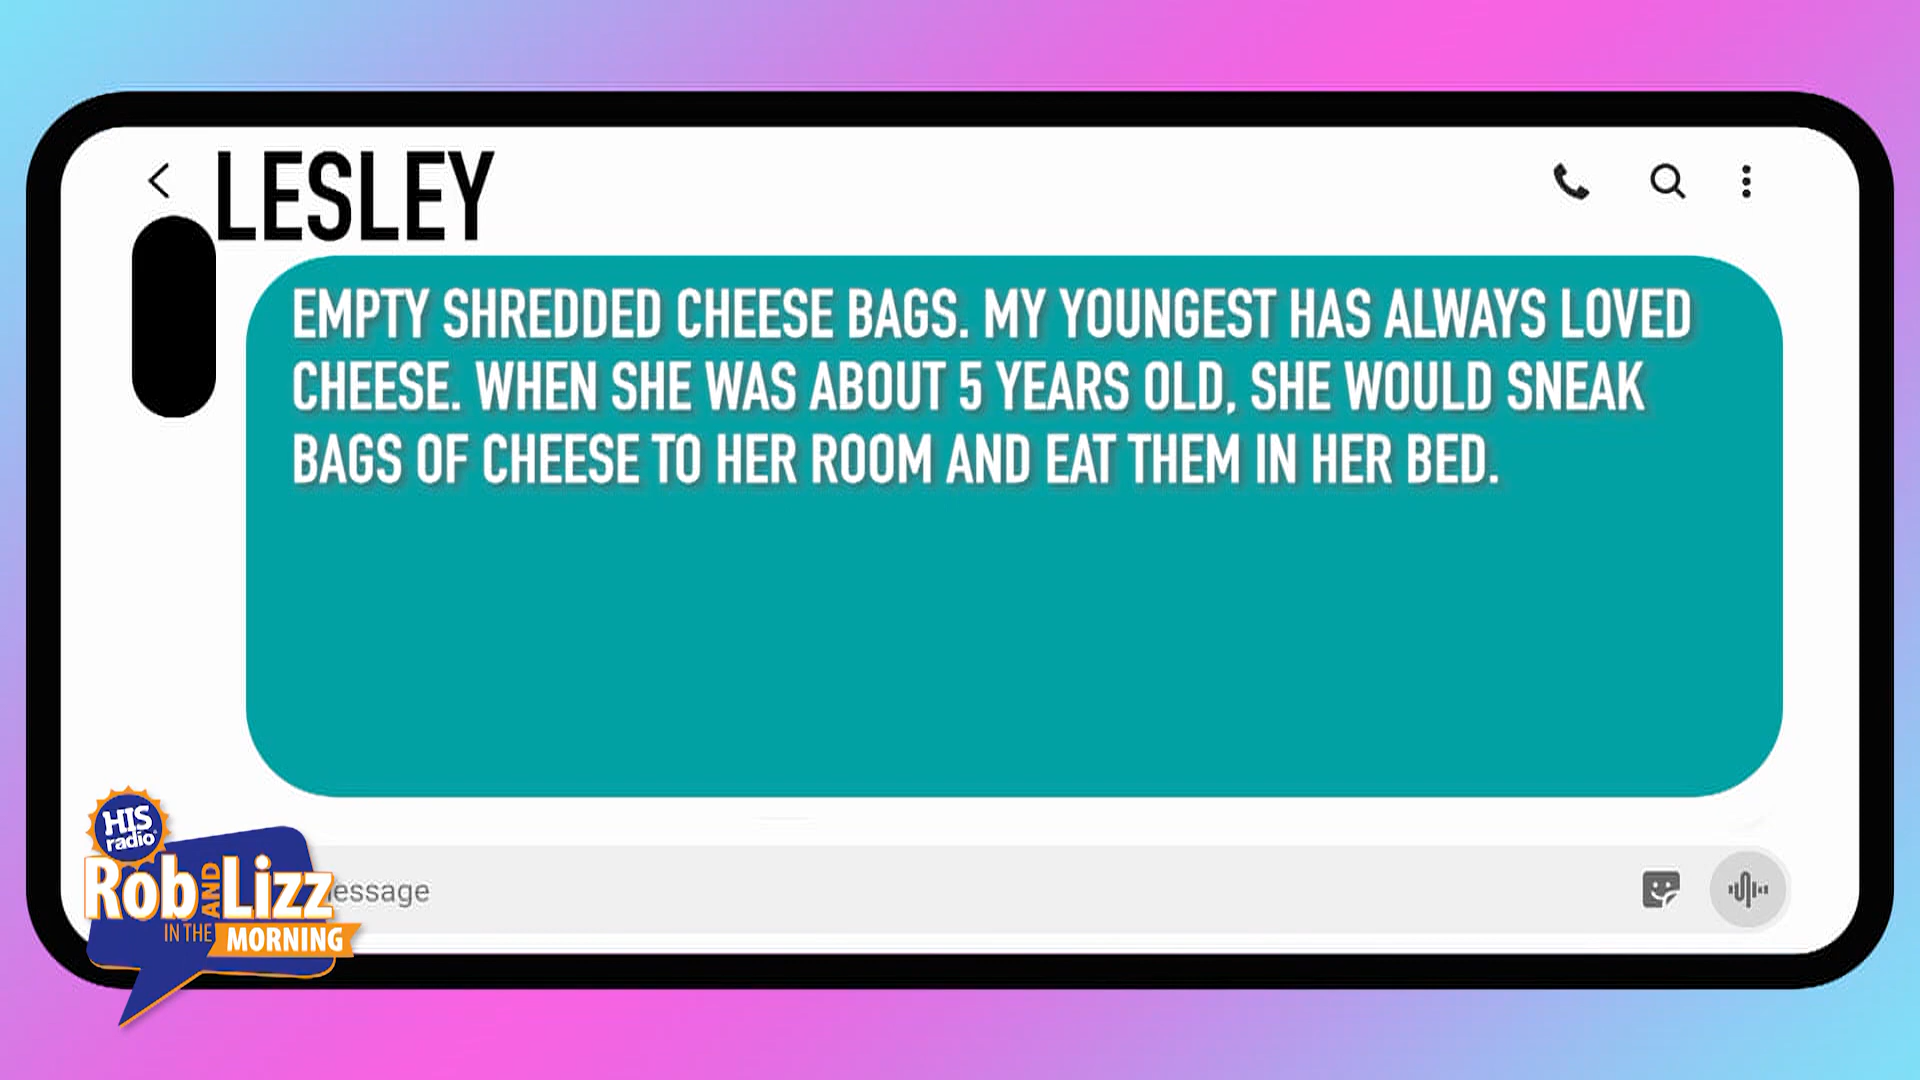 LESLEY
EMPTY SHREDDED CHEESE BAGS. MY YOUNGEST HAS ALWAYS LOVED
CHEESE. WHEN SHE WAS ABOUT 5 YEARS OLD, SHE WOULD SNEAK
BAGS OF CHEESE TO HER ROOM AND EAT THEM IN HER BED.
essage
HIS
radio
Rob AND Lizz
IN THE MORNING